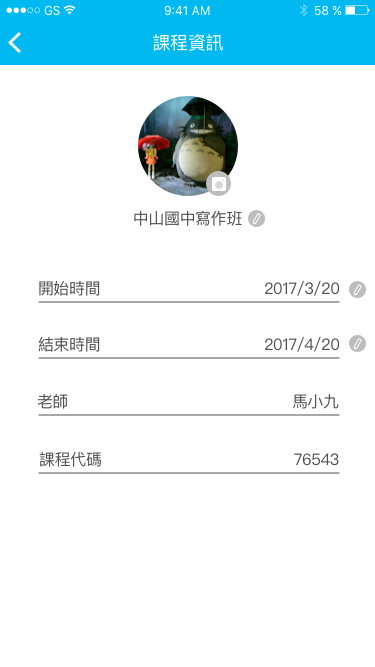 GS 9:41 AM 58 %
課程資訊
中山國中寫作班
開始時間 2017/3/20
結束時間 2017/4/20
老師 馬小九
課程代碼 76543